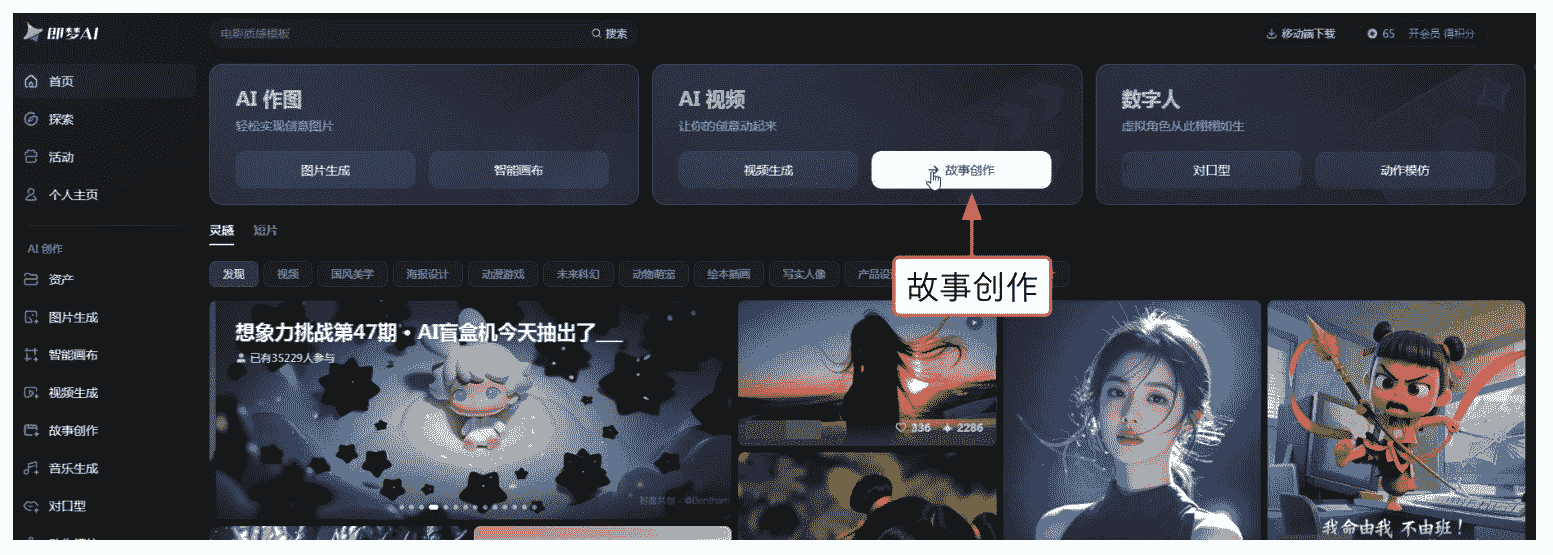 即梦AI
电影质感模板
搜索
移动端下载
65
开会员 得积分
首页
探索
活动
个人主页
AI 创作
资产
图片生成
智能画布
视频生成
故事创作
音乐生成
对口型
AI 作图
轻松实现创意图片
图片生成
智能画布
AI 视频
让你的创意动起来
视频生成
故事创作
数字人
虚拟角色从此栩栩如生
对口型
动作模仿
灵感
短片
发现
视频
国风美学
海报设计
动漫游戏
未来科幻
动物萌宠
绘本插画
写实人像
产品设
故事创作
想象力挑战第47期 • AI盲盒机今天抽出了___
已有35229人参与
336
2286
我命由我 不由班！